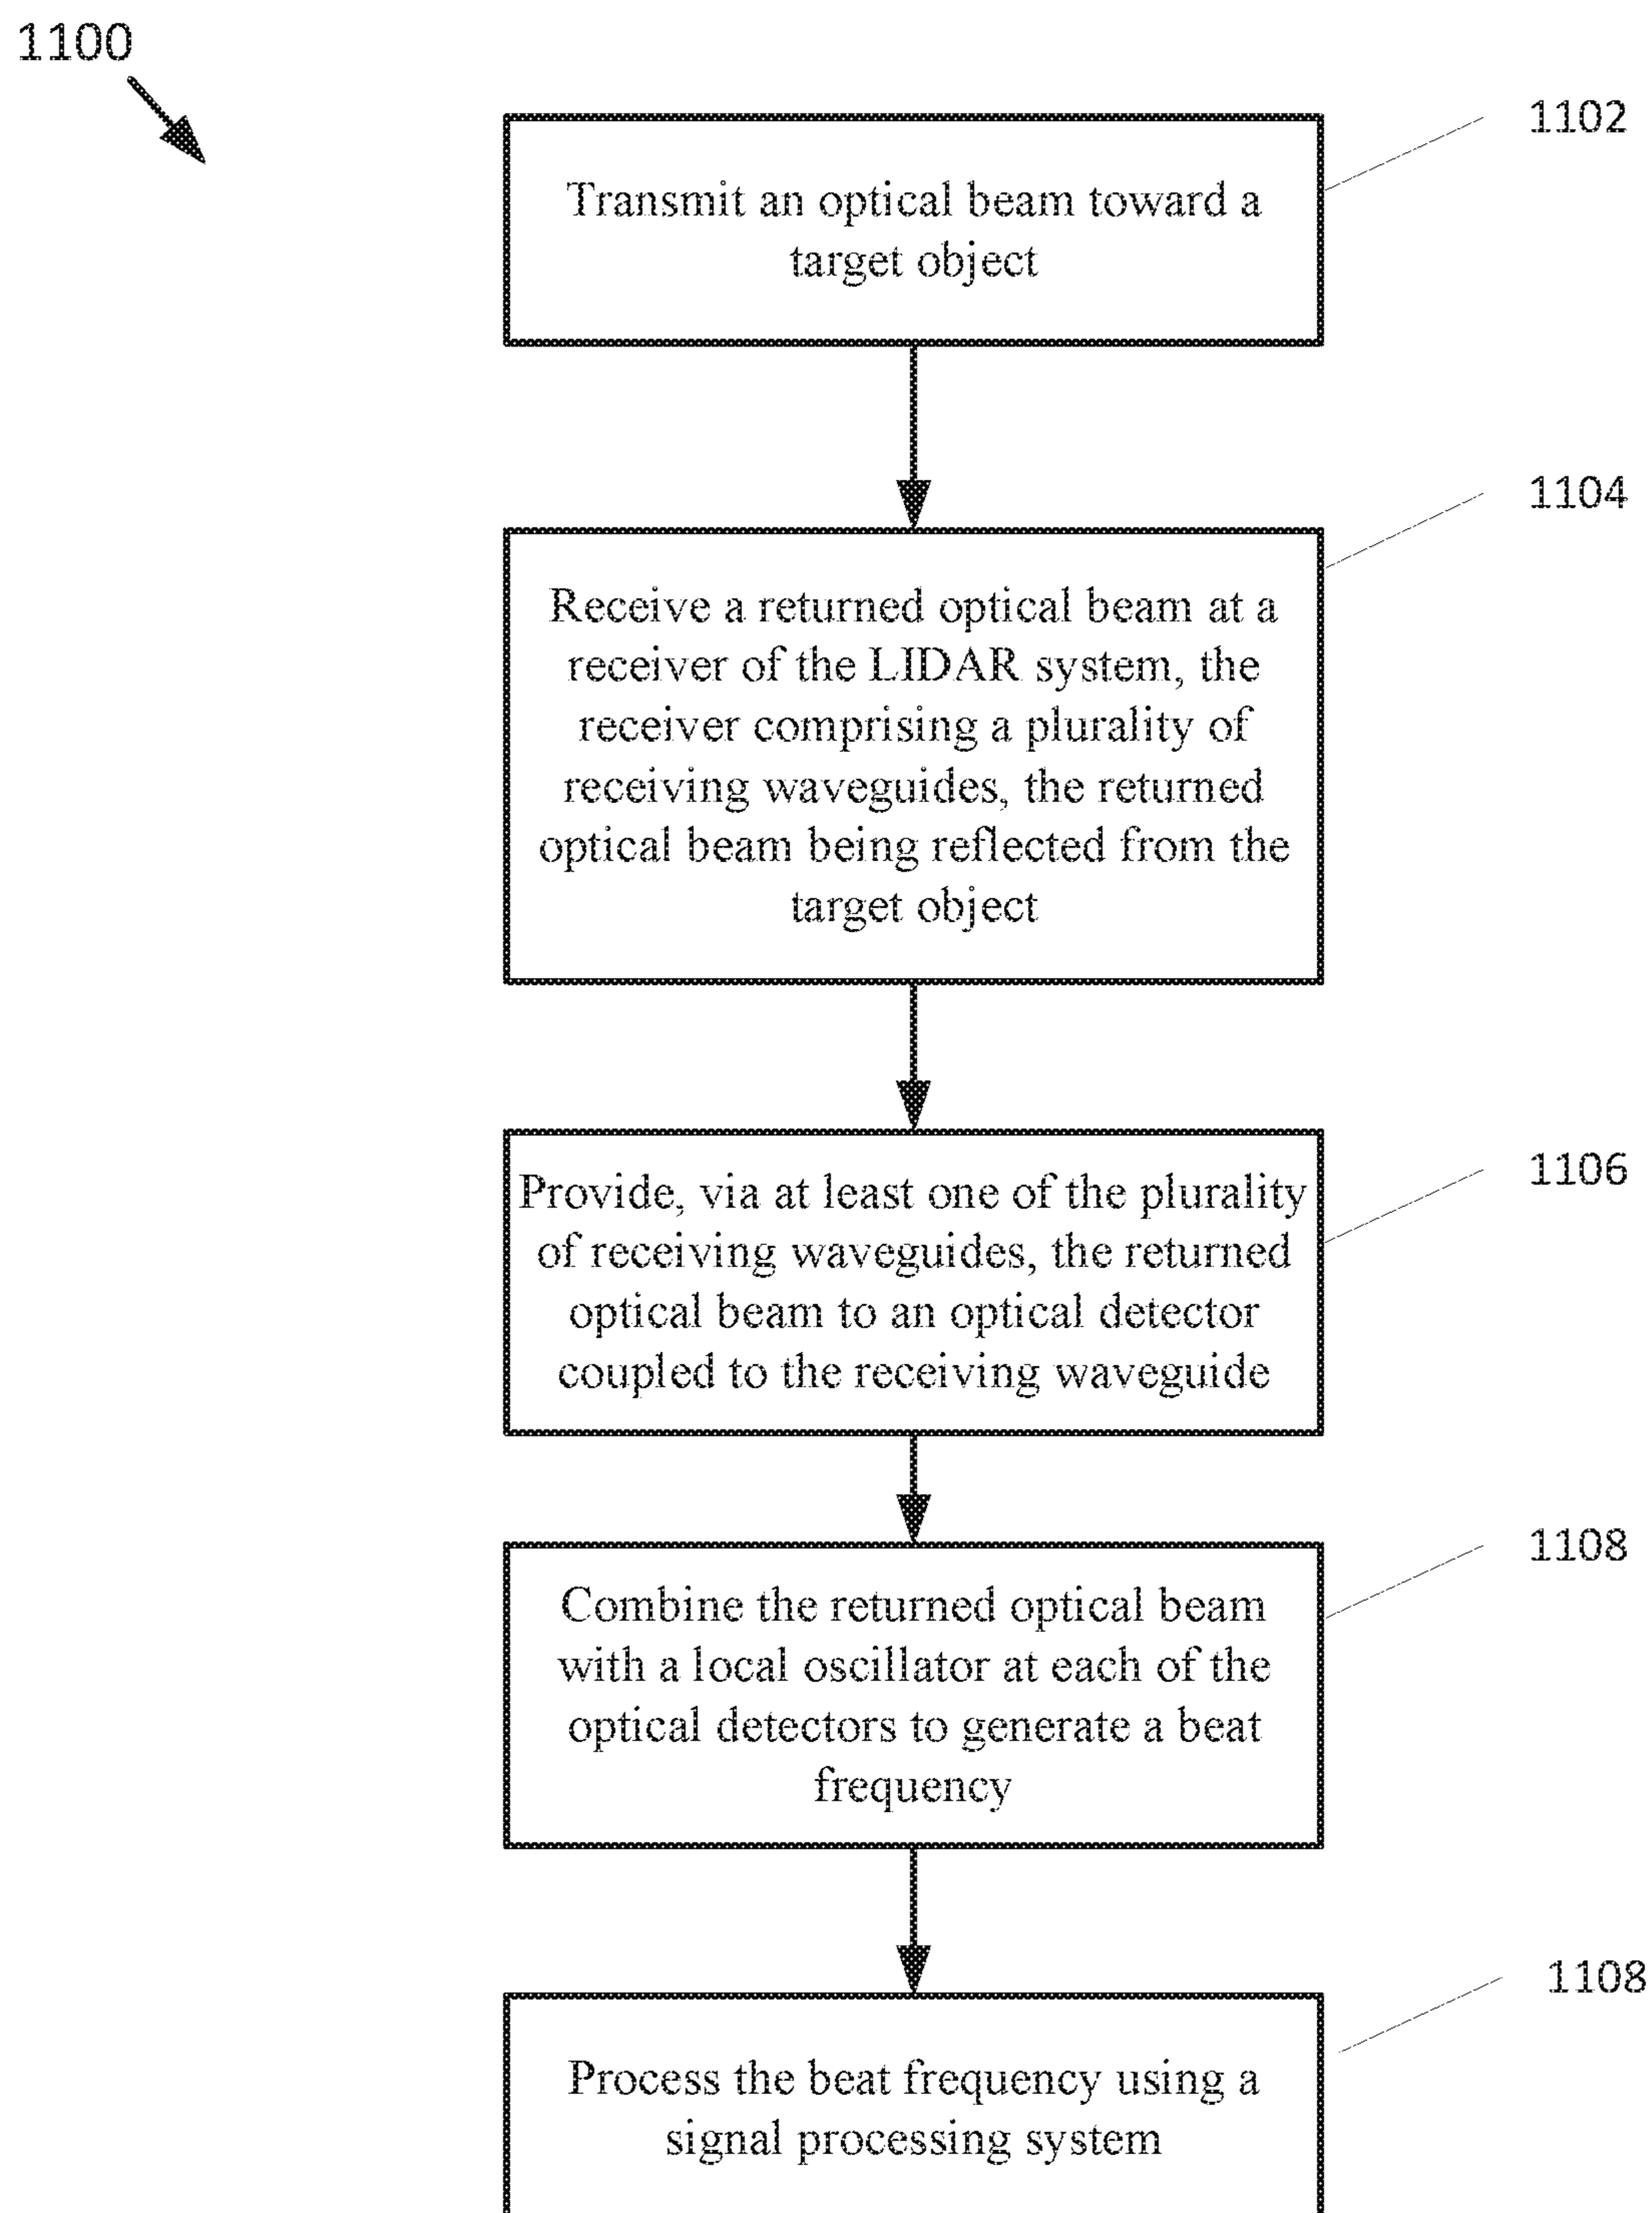 1100
1102
Transmit an optical beam toward a
target object
1104
Receive a returned optical beam at a
receiver of the LIDAR system, the
receiver comprising a plurality of
receiving waveguides, the returned
optical beam being reflected from the
target object
1106
Provide, via at least one of the plurality
of receiving waveguides, the returned
optical beam to an optical detector
coupled to the receiving waveguide
1108
Combine the returned optical beam
with a local oscillator at each of the
optical detectors to generate a beat
frequency
1108
Process the beat frequency using a
signal processing system